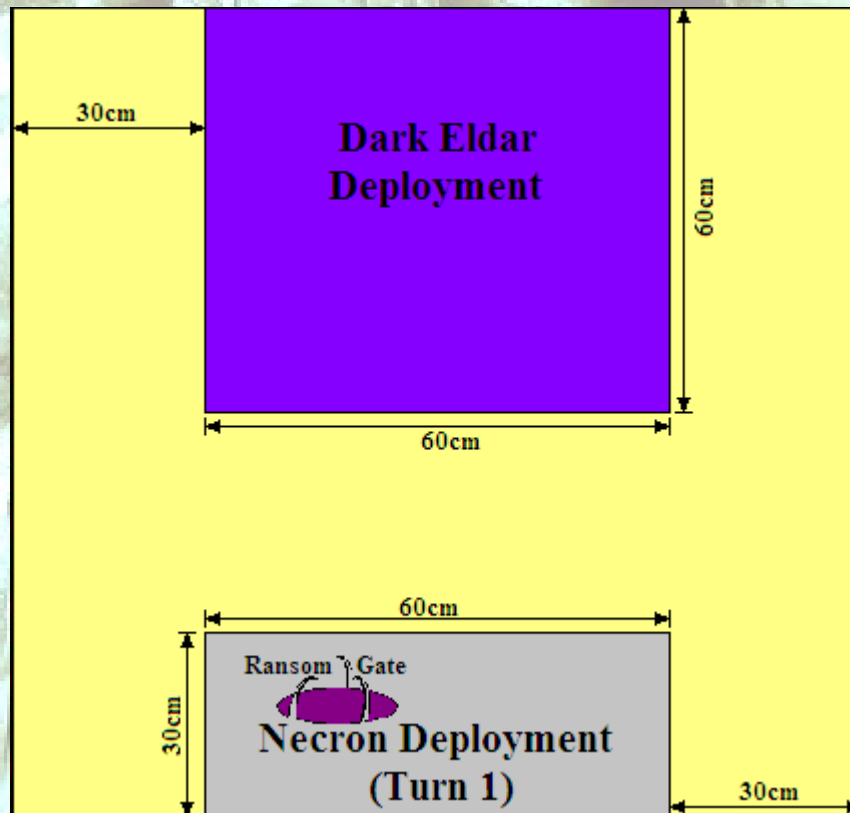 30cm
Dark Eldar
Deployment
60cm
60cm
60cm
Ransom Gate
30cm
Necron Deployment
(Turn 1)
30cm